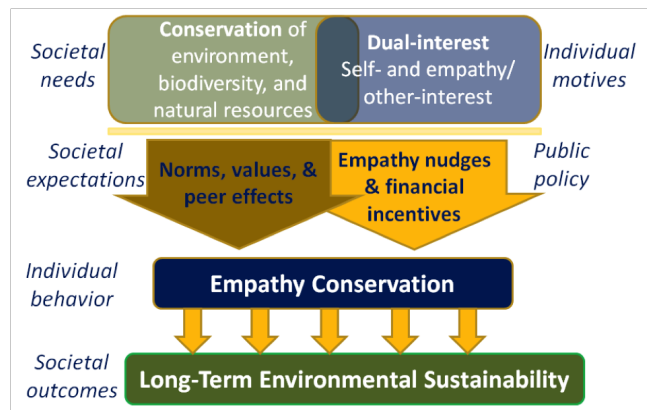 Societal
needs
Conservation of
environment,
biodiversity, and
natural resources
Dual-interest
Self- and empathy/
other-interest
Individual
motives
Societal
expectations
Norms, values, &
peer effects
Empathy nudges
& financial
incentives
Public
policy
Individual
behavior
Empathy Conservation
Societal
outcomes
Long-Term Environmental Sustainability